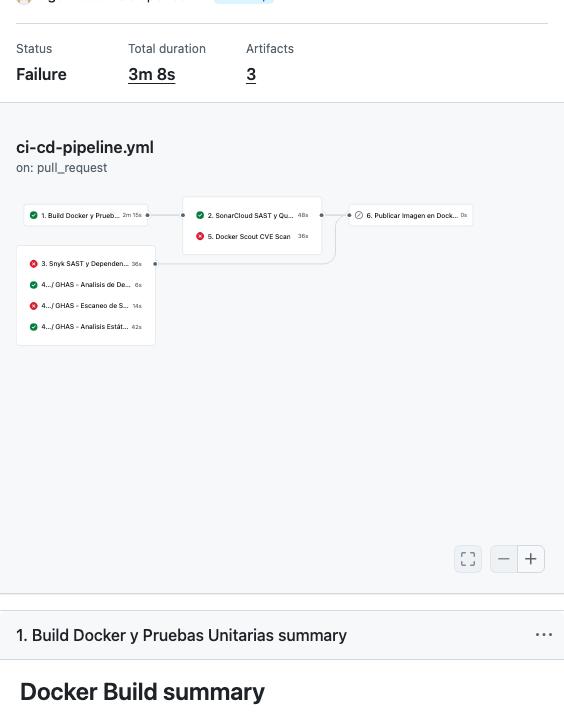 Status
Total duration
Artifacts
Failure
3m 8s
3
ci-cd-pipeline.yml
on: pull_request
1. Build Docker y Prueb... 2m 15s
2. SonarCloud SAST y Qu... 48s
5. Docker Scout CVE Scan 36s
6. Publicar Imagen en Dock... 0s
3. Snyk SAST y Dependen... 36s
4.../ GHAS - Analisis de De... 6s
4.../ GHAS - Escaneo de S... 14s
4.../ GHAS - Analisis Estát... 42s
1. Build Docker y Pruebas Unitarias summary
Docker Build summary